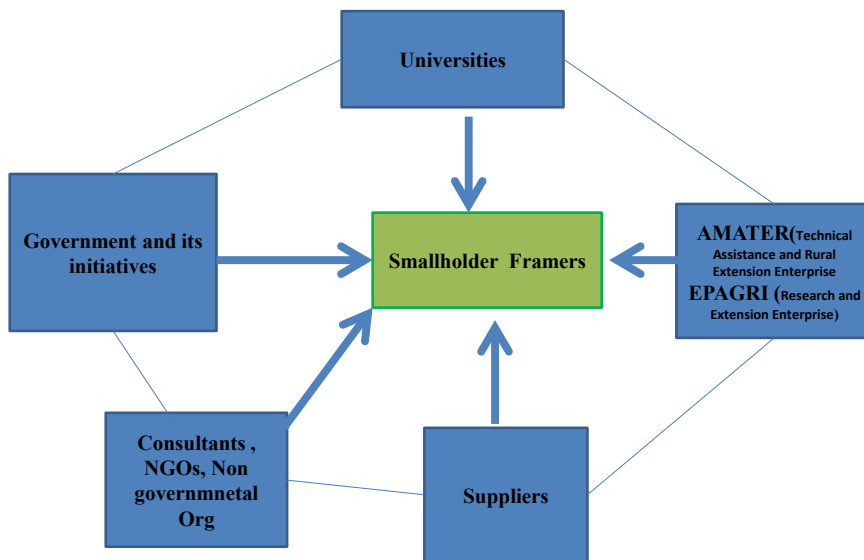 Universities
Government and its
initiatives
Smallholder  Framers
AMATER(Technical
Assistance and Rural
Extension Enterprise
EPAGRI (Research and
Extension Enterprise)
Consultants ,
NGOs, Non
governmnetal
Org
Suppliers